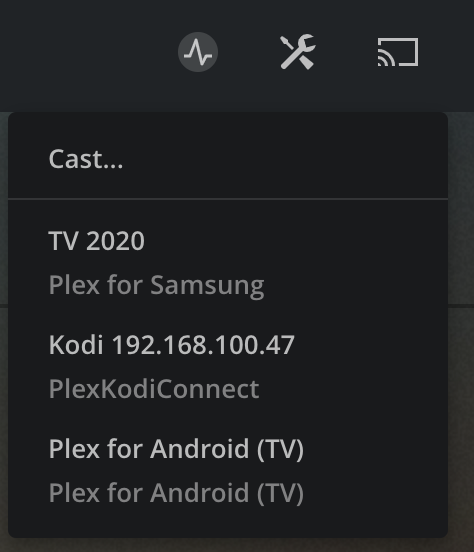 Cast...
TV 2020
Plex for Samsung
Kodi 192.168.100.47
PlexKodiConnect
Plex for Android (TV)
Plex for Android (TV)